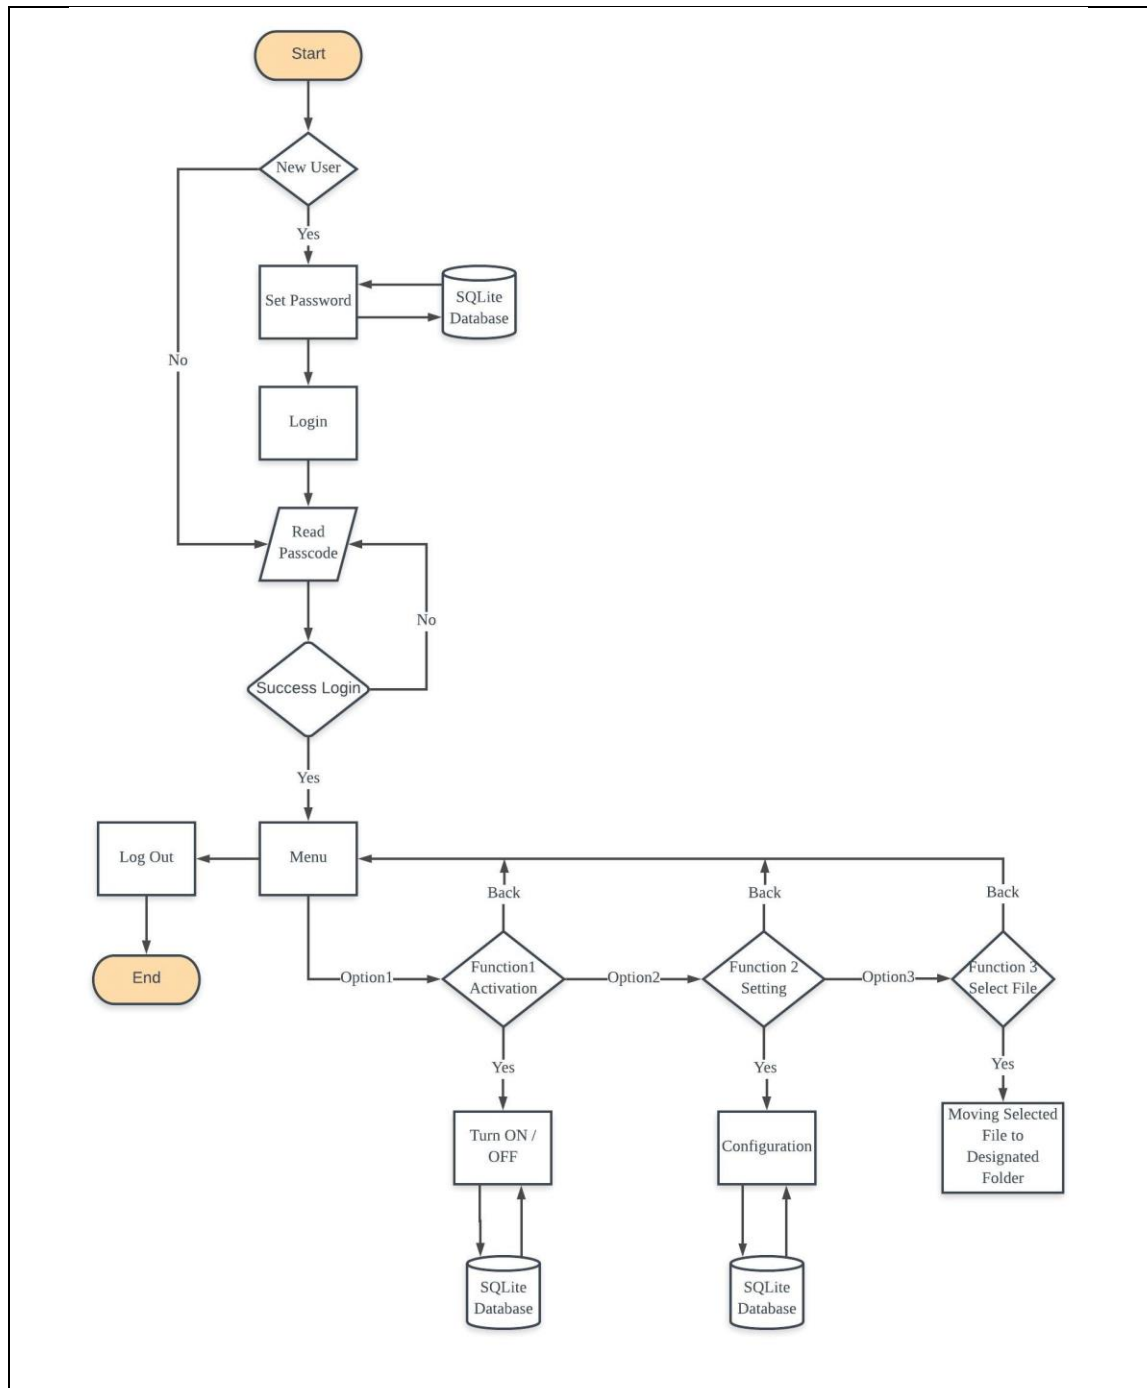 Start
New User
Yes
Set Password
SQLite
Database
No
Login
Read
Passcode
No
Success Login
Yes
Log Out
Menu
Back
Back
Back
End
Option1
Function1
Activation
Option2
Function 2
Setting
Option3
Function 3
Select File
Yes
Yes
Yes
Turn ON /
OFF
Configuration
Moving Selected
File to
Designated
Folder
SQLite
Database
SQLite
Database